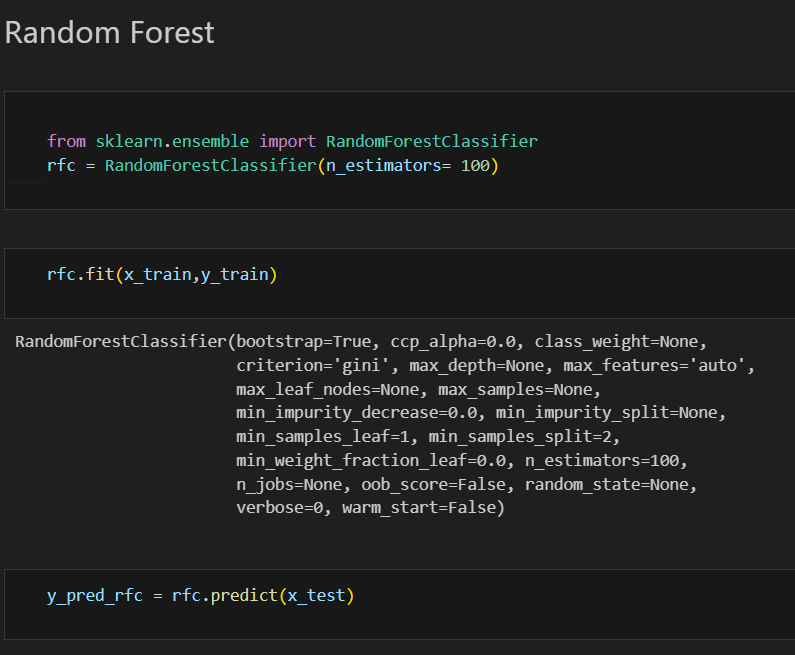 Random Forest
from sklearn.ensemble import RandomForestClassifier
rfc = RandomForestClassifier(n_estimators= 100)
rfc.fit(x_train,y_train)
RandomForestClassifier(bootstrap=True, ccp_alpha=0.0, class_weight=None,
criterion='gini', max_depth=None, max_features='auto',
max_leaf_nodes=None, max_samples=None,
min_impurity_decrease=0.0, min_impurity_split=None,
min_samples_leaf=1, min_samples_split=2,
min_weight_fraction_leaf=0.0, n_estimators=100,
n_jobs=None, oob_score=False, random_state=None,
verbose=0, warm_start=False)
y_pred_rfc = rfc.predict(x_test)